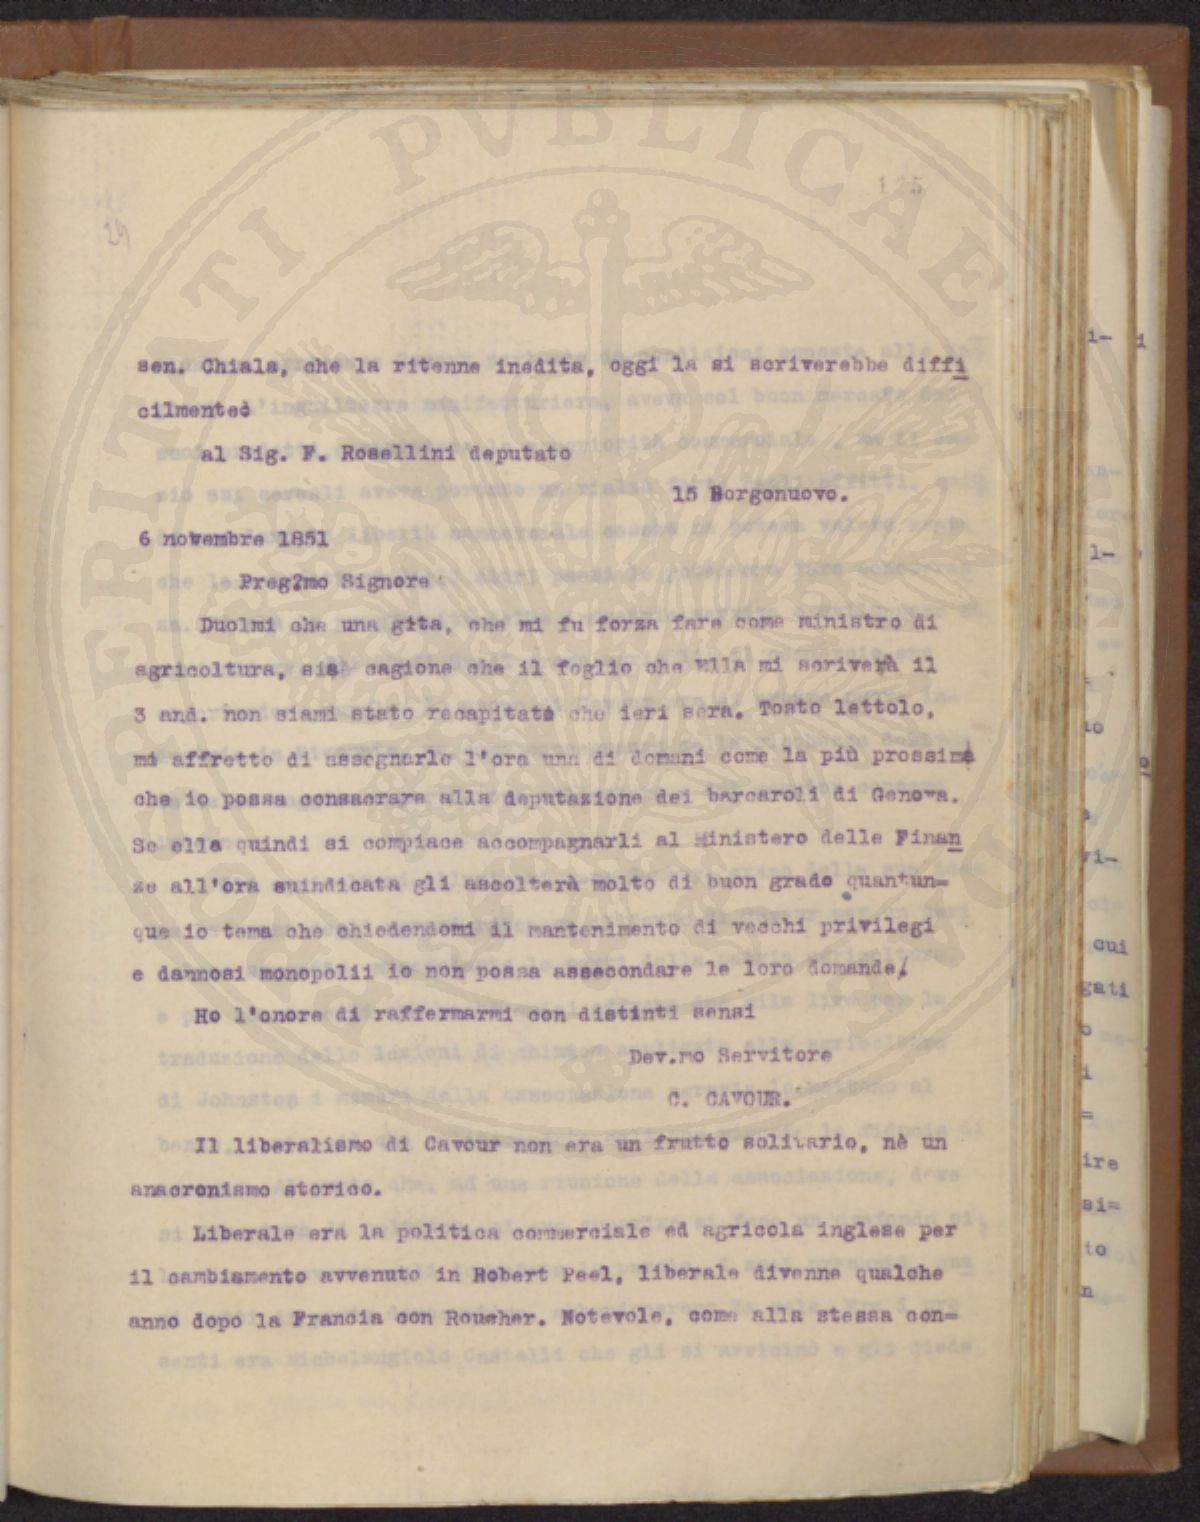 PROSPERITATI PUBLICAE
125
24
sen. Chiala, che la ritenne inedita, oggi la si scriverebbe diffi
cilmente
al Sig. F. Rosellini deputato
15 Borgonuovo.
6 novembre 1851
Preg?mo Signore
Duolmi che una gita, che mi fu forza fare come ministro di
agricoltura, sia cagione che il foglio che Ella mi scriverà il
3 and. non siami stato recapitato che ieri sera. Tosto lettolo,
mi affretto di assegnarle l'ora una di domani come la più prossima
che io possa consacrare alla deputazione dei barcaroli di Genova.
Se ella quindi si compiace accompagnarli al Ministero delle Finan
ze all'ora suindicata gli ascolterà molto di buon grado quantun=
que io tema che chiedendomi il mantenimento di vecchi privilegi
e dannosi monopolii io non possa assecondare le loro domande.
Ho l'onore di raffermarmi con distinti sensi
Dev.mo Servitore
C. CAVOUR.
Il liberalismo di Cavour non era un frutto solitario, nè un
anacronismo storico.
Liberale era la politica commerciale ed agricola inglese per
il cambiamento avvenuto in Robert Peel, liberale divenne qualche
anno dopo la Francia con Rouher. Notevole, come alla stessa con=